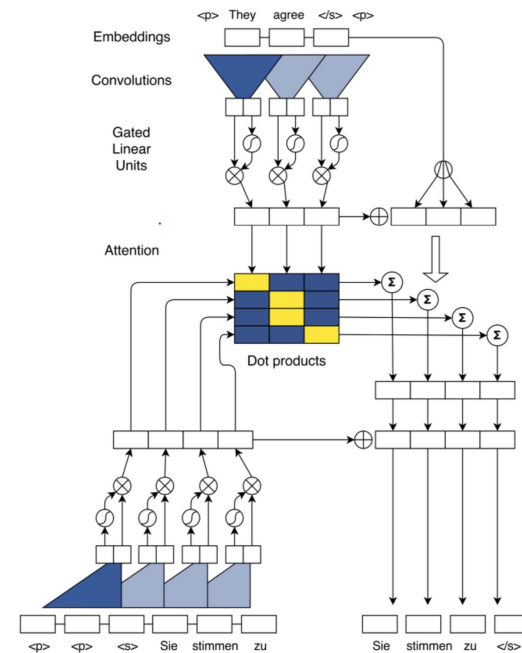 <p> They agree </s> <p>
Embeddings
Convolutions
Gated
Linear
Units
Attention
Σ
Σ
Σ
Σ
Dot products
<p> <p> <s> Sie stimmen zu
Sie stimmen zu </s>